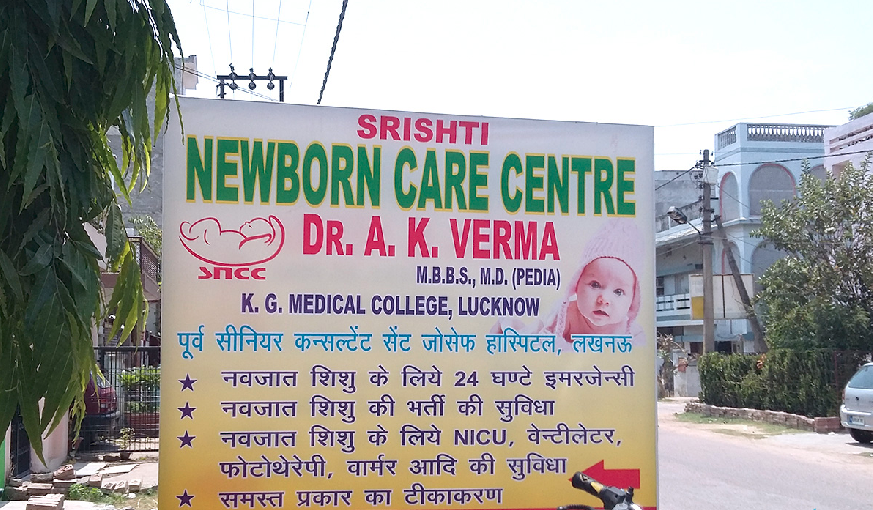 SRISHTI
NEWBORN CARE CENTRE
SNCC
DR. A. K. VERMA
M.B.B.S., M.D. (PEDIA)
K. G. MEDICAL COLLEGE, LUCKNOW
पूर्व सीनियर कन्सल्टेंट सेंट जोसेफ हास्पिटल, लखनऊ
★ नवजात शिशु के लिये 24 घण्टे इमरजेन्सी
★ नवजात शिशु की भर्ती की सुविधा
★ नवजात शिशु के लिये NICU, वेन्टीलेटर,
फोटोथेरेपी, वार्मर आदि की सुविधा
★ समस्त प्रकार का टीकाकरण